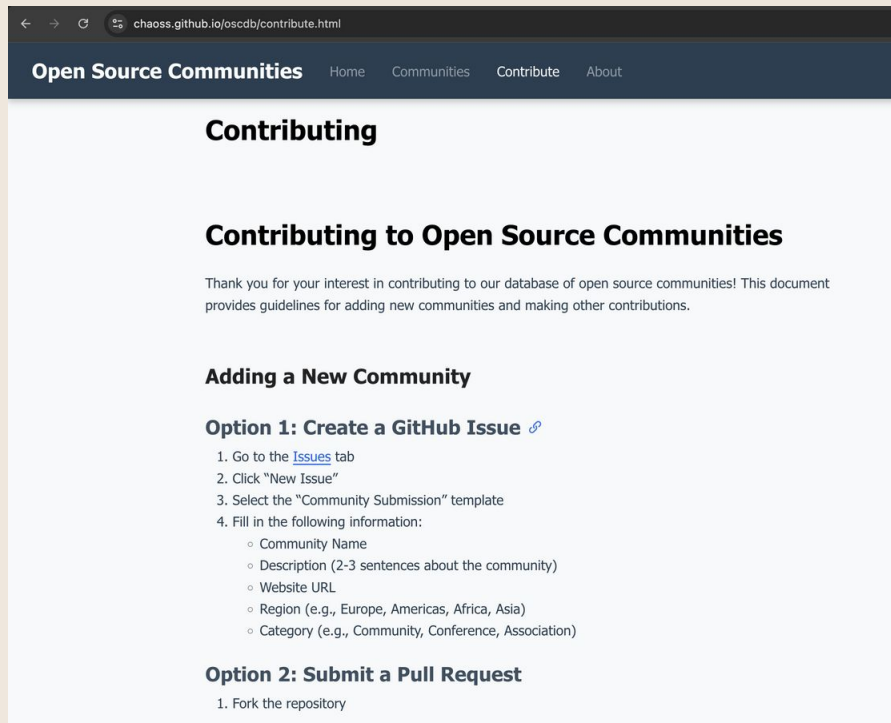 chaoss.github.io/oscdb/contribute.html
Open Source Communities Home Communities Contribute About
Contributing
Contributing to Open Source Communities
Thank you for your interest in contributing to our database of open source communities! This document
provides guidelines for adding new communities and making other contributions.
Adding a New Community
Option 1: Create a GitHub Issue
1. Go to the Issues tab
2. Click “New Issue”
3. Select the “Community Submission” template
4. Fill in the following information:
◦ Community Name
◦ Description (2-3 sentences about the community)
◦ Website URL
◦ Region (e.g., Europe, Americas, Africa, Asia)
◦ Category (e.g., Community, Conference, Association)
Option 2: Submit a Pull Request
1. Fork the repository